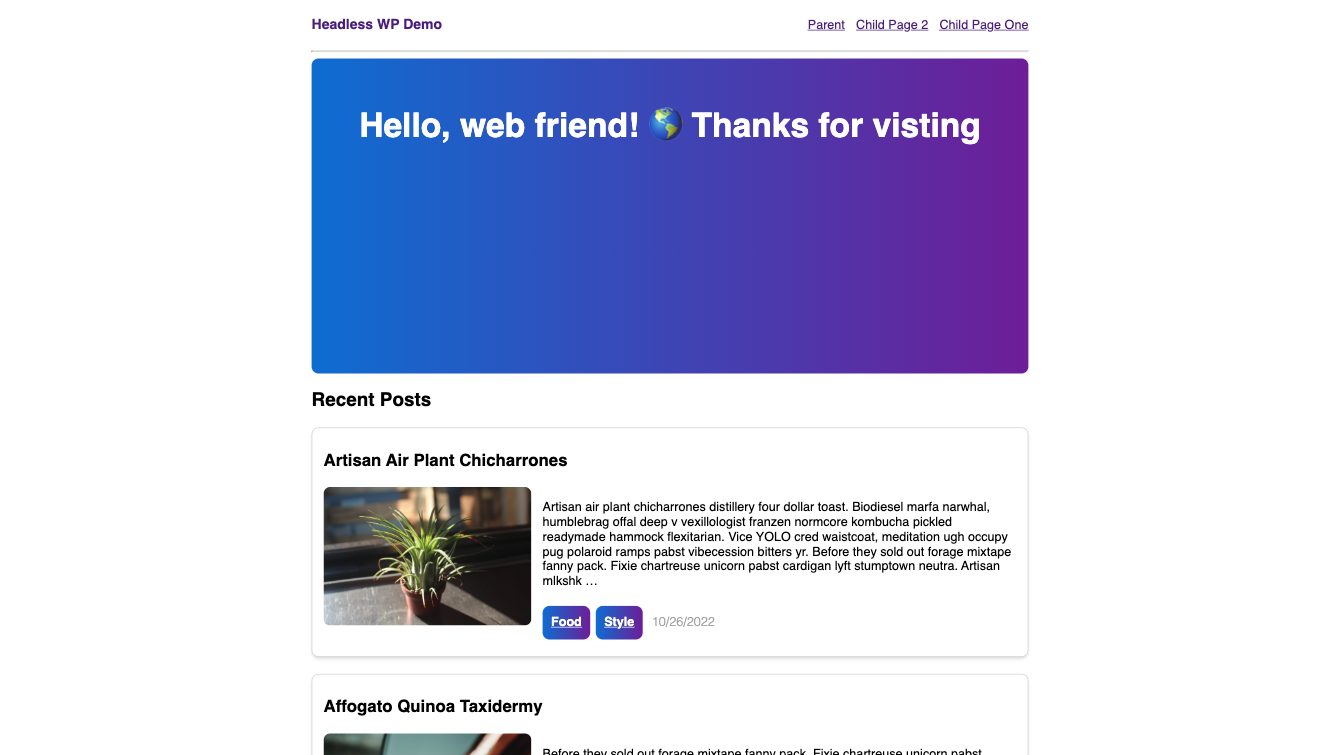 Headless WP Demo
Parent Child Page 2 Child Page One
Hello, web friend! 🌎 Thanks for visting
Recent Posts
Artisan Air Plant Chicharrones
Artisan air plant chicharrones distillery four dollar toast. Biodiesel marfa narwhal,
humblebrag offal deep v vexillologist franzen normcore kombucha pickled
readymade hammock flexitarian. Vice YOLO cred waistcoat, meditation ugh occupy
pug polaroid ramps pabst vibecession bitters yr. Before they sold out forage mixtape
fanny pack. Fixie chartreuse unicorn pabst cardigan lyft stumptown neutra. Artisan
mlkshk …
Food Style 10/26/2022
Affogato Quinoa Taxidermy
Before they sold out forage mixtape fanny pack. Fixie chartreuse unicorn pabst